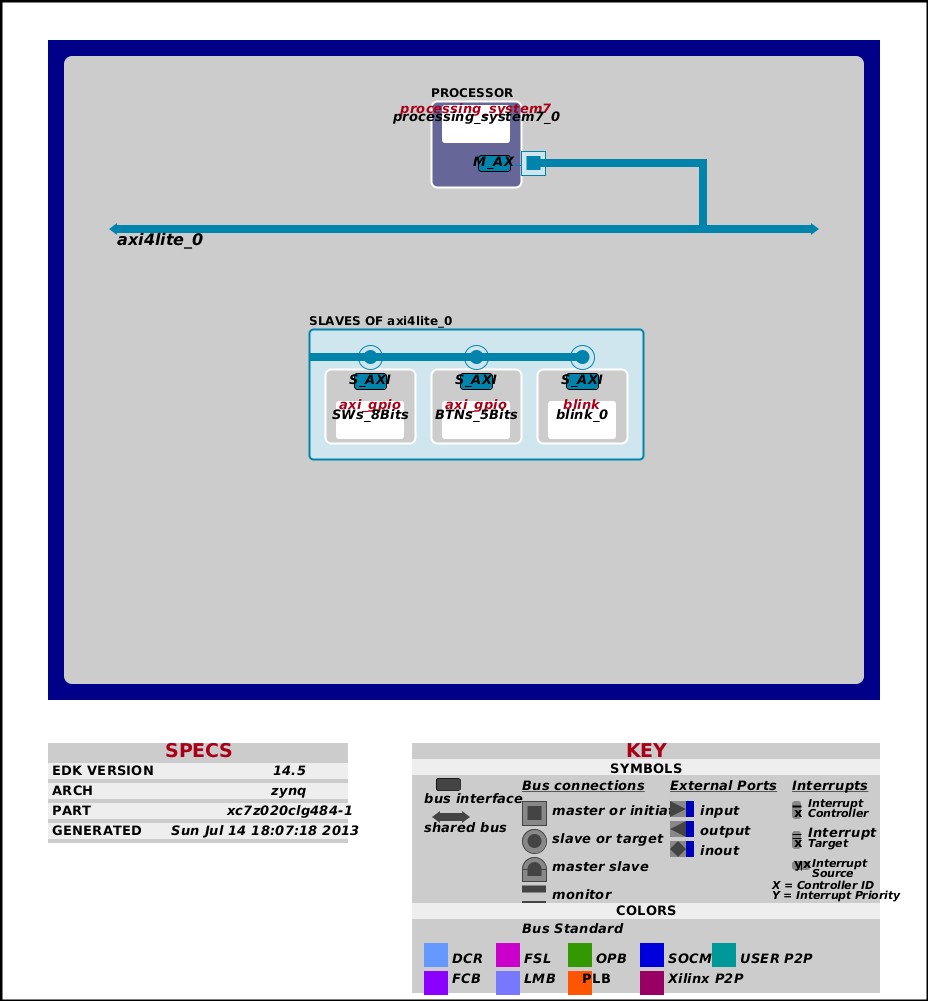 PROCESSOR
processing_system7
processing_system7_0
M_AX
axi4lite_0
SLAVES OF axi4lite_0
S_AXI S_AXI S_AXI
axi_gpio axi_gpio blink
SWs_8Bits BTNs_5Bits blink_0
SPECS
EDK VERSION 14.5
ARCH zynq
PART xc7z020clg484-1
GENERATED Sun Jul 14 18:07:18 2013
KEY
SYMBOLS
Bus connections External Ports Interrupts
bus interface
shared bus
master or initiat
slave or target
master slave
monitor
input
output
inout
x Interrupt
Controller
x Interrupt
Target
yx Interrupt
Source
X = Controller ID
Y = Interrupt Priority
COLORS
Bus Standard
DCR FSL OPB SOCM USER P2P
FCB LMB PLB Xilinx P2P